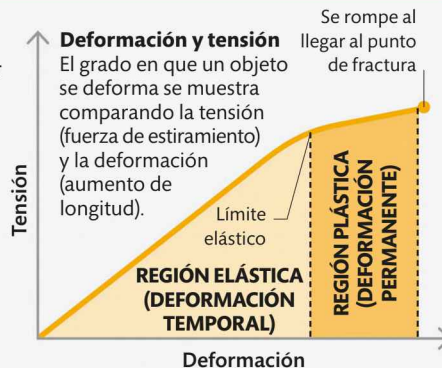 Se rompe al
llegar al punto
de fractura
Deformación y tensión
El grado en que un objeto
se deforma se muestra
comparando la tensión
(fuerza de estiramiento)
y la deformación
(aumento de
longitud).
Límite
elástico
Tensión
REGIÓN ELÁSTICA
(DEFORMACIÓN
TEMPORAL)
REGIÓN PLÁSTICA
(DEFORMACIÓN
PERMANENTE)
Deformación